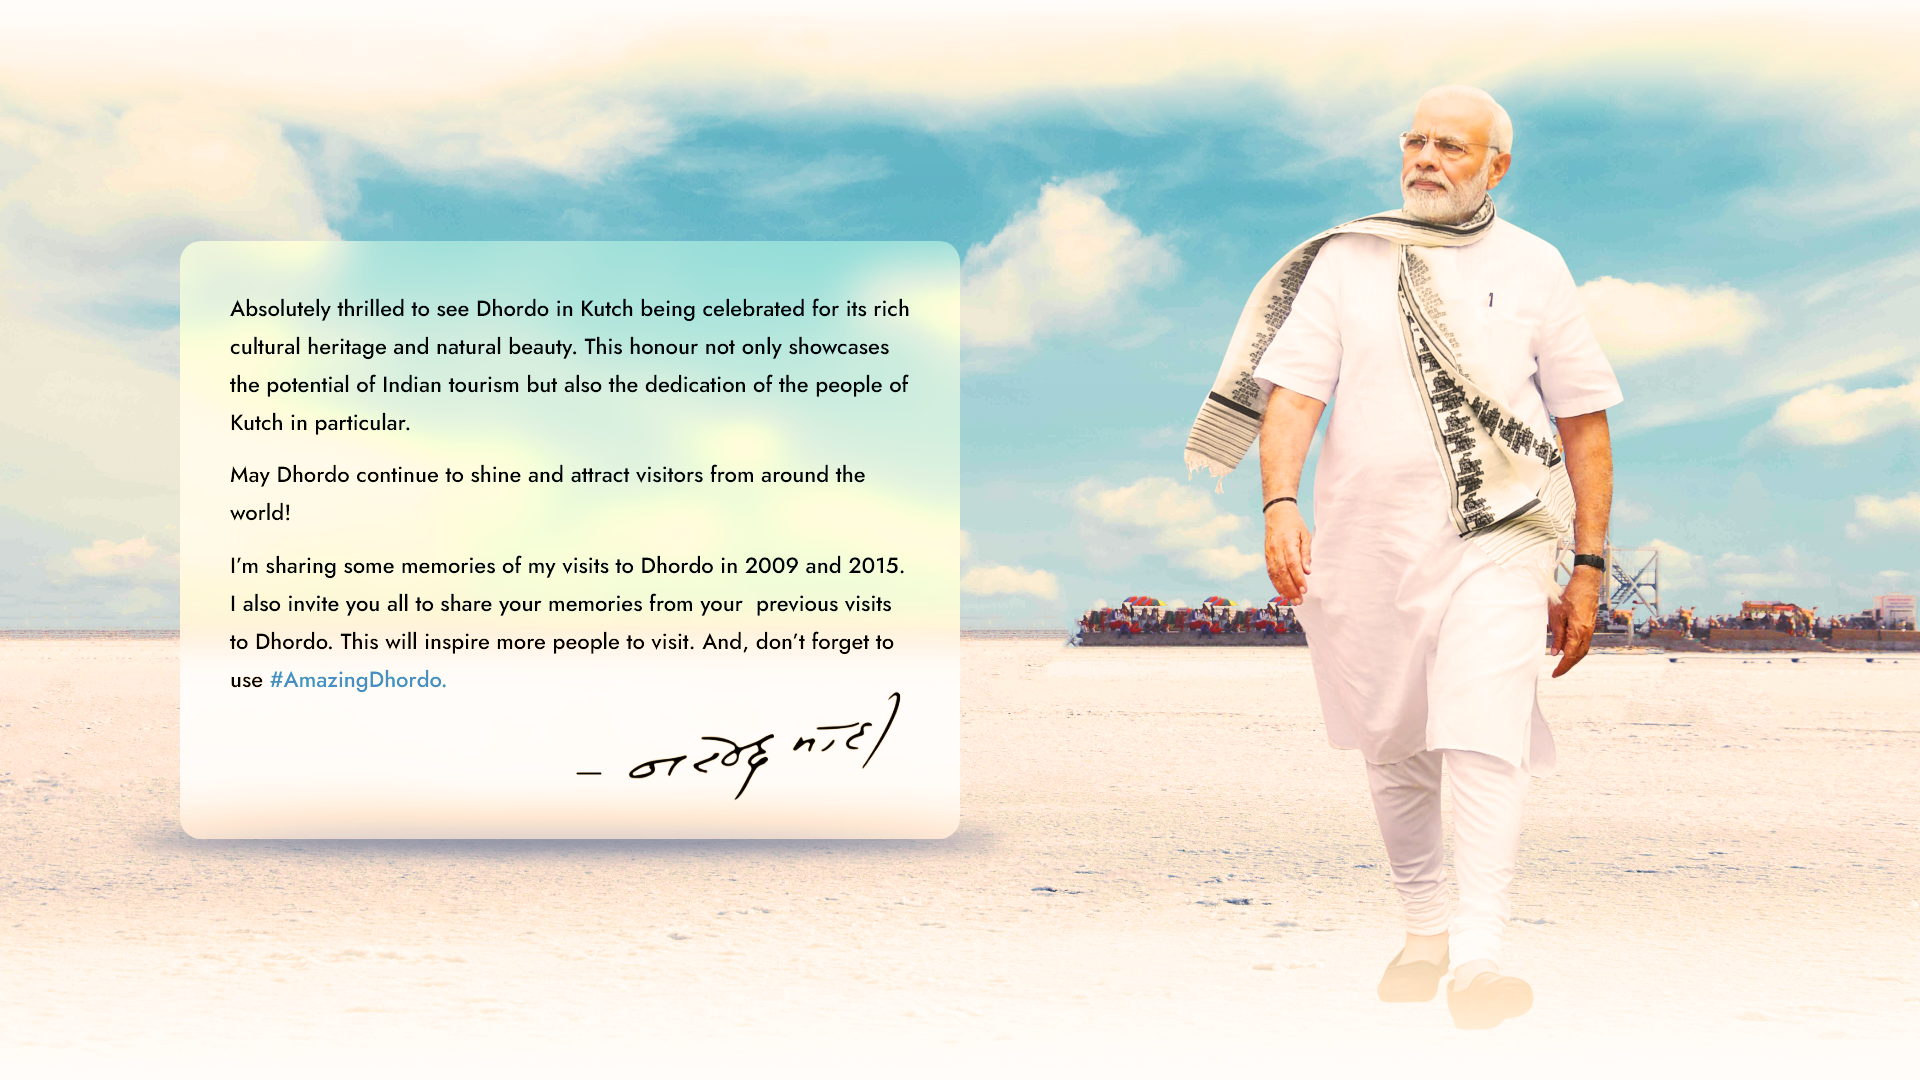 Absolutely thrilled to see Dhordo in Kutch being celebrated for its rich
cultural heritage and natural beauty. This honour not only showcases
the potential of Indian tourism but also the dedication of the people of
Kutch in particular.
May Dhordo continue to shine and attract visitors from around the
world!
I’m sharing some memories of my visits to Dhordo in 2009 and 2015.
I also invite you all to share your memories from your  previous visits
to Dhordo. This will inspire more people to visit. And, don’t forget to
use #AmazingDhordo.
– नरेन्द्र मोदी